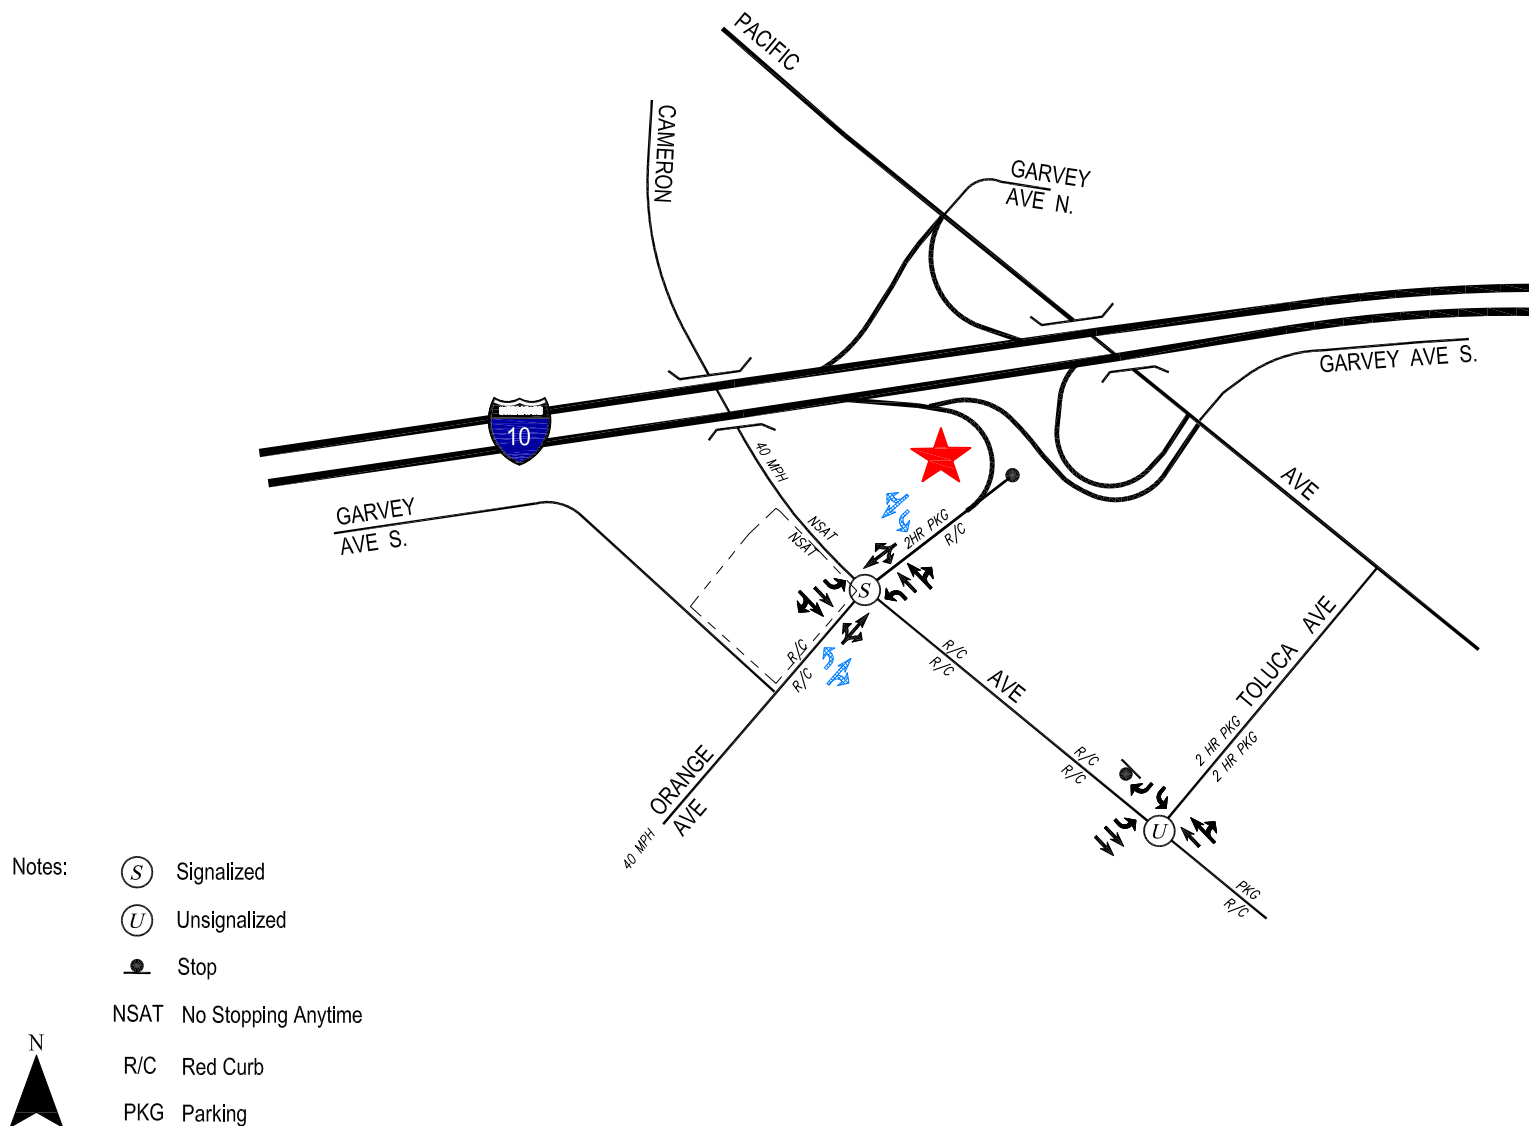 PACIFIC
CAMERON
GARVEY
AVE N.
GARVEY AVE S.
10
40 MPH
GARVEY
AVE S.
AVE
NSAT
NSAT
2HR PKG
R/C
S
R/C
R/C
R/C
R/C
AVE
TOLUCA AVE
2 HR PKG
2 HR PKG
R/C
R/C
ORANGE
AVE
40 MPH
U
PKG
R/C
Notes:
S Signalized
U Unsignalized
Stop
NSAT No Stopping Anytime
N
R/C Red Curb
PKG Parking